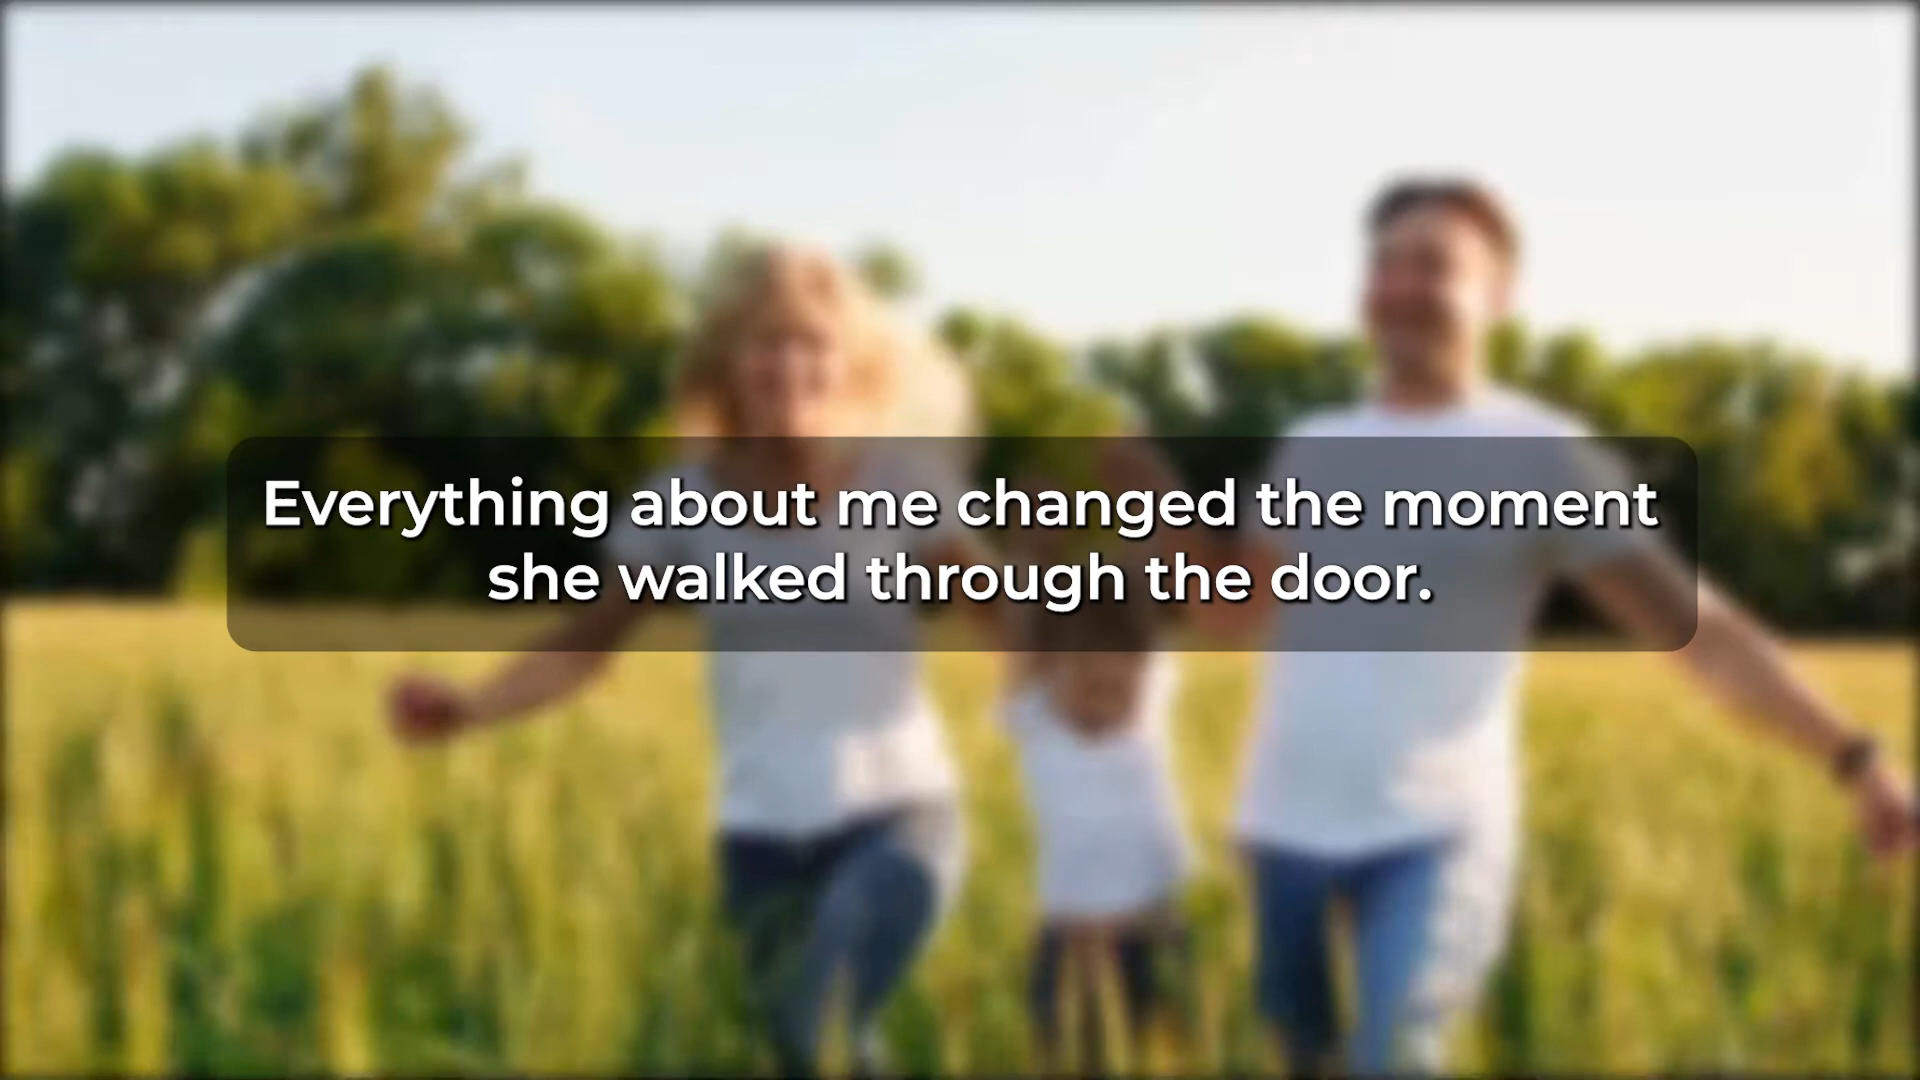 Everything about me changed the moment
she walked through the door.